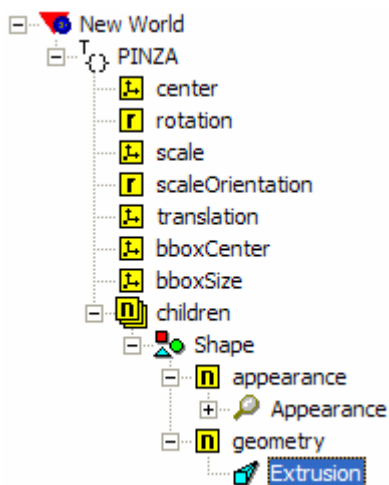 New World
T
{} PINZA
center
r rotation
scale
r scaleOrientation
translation
bboxCenter
bboxSize
n children
Shape
n appearance
Appearance
n geometry
Extrusion